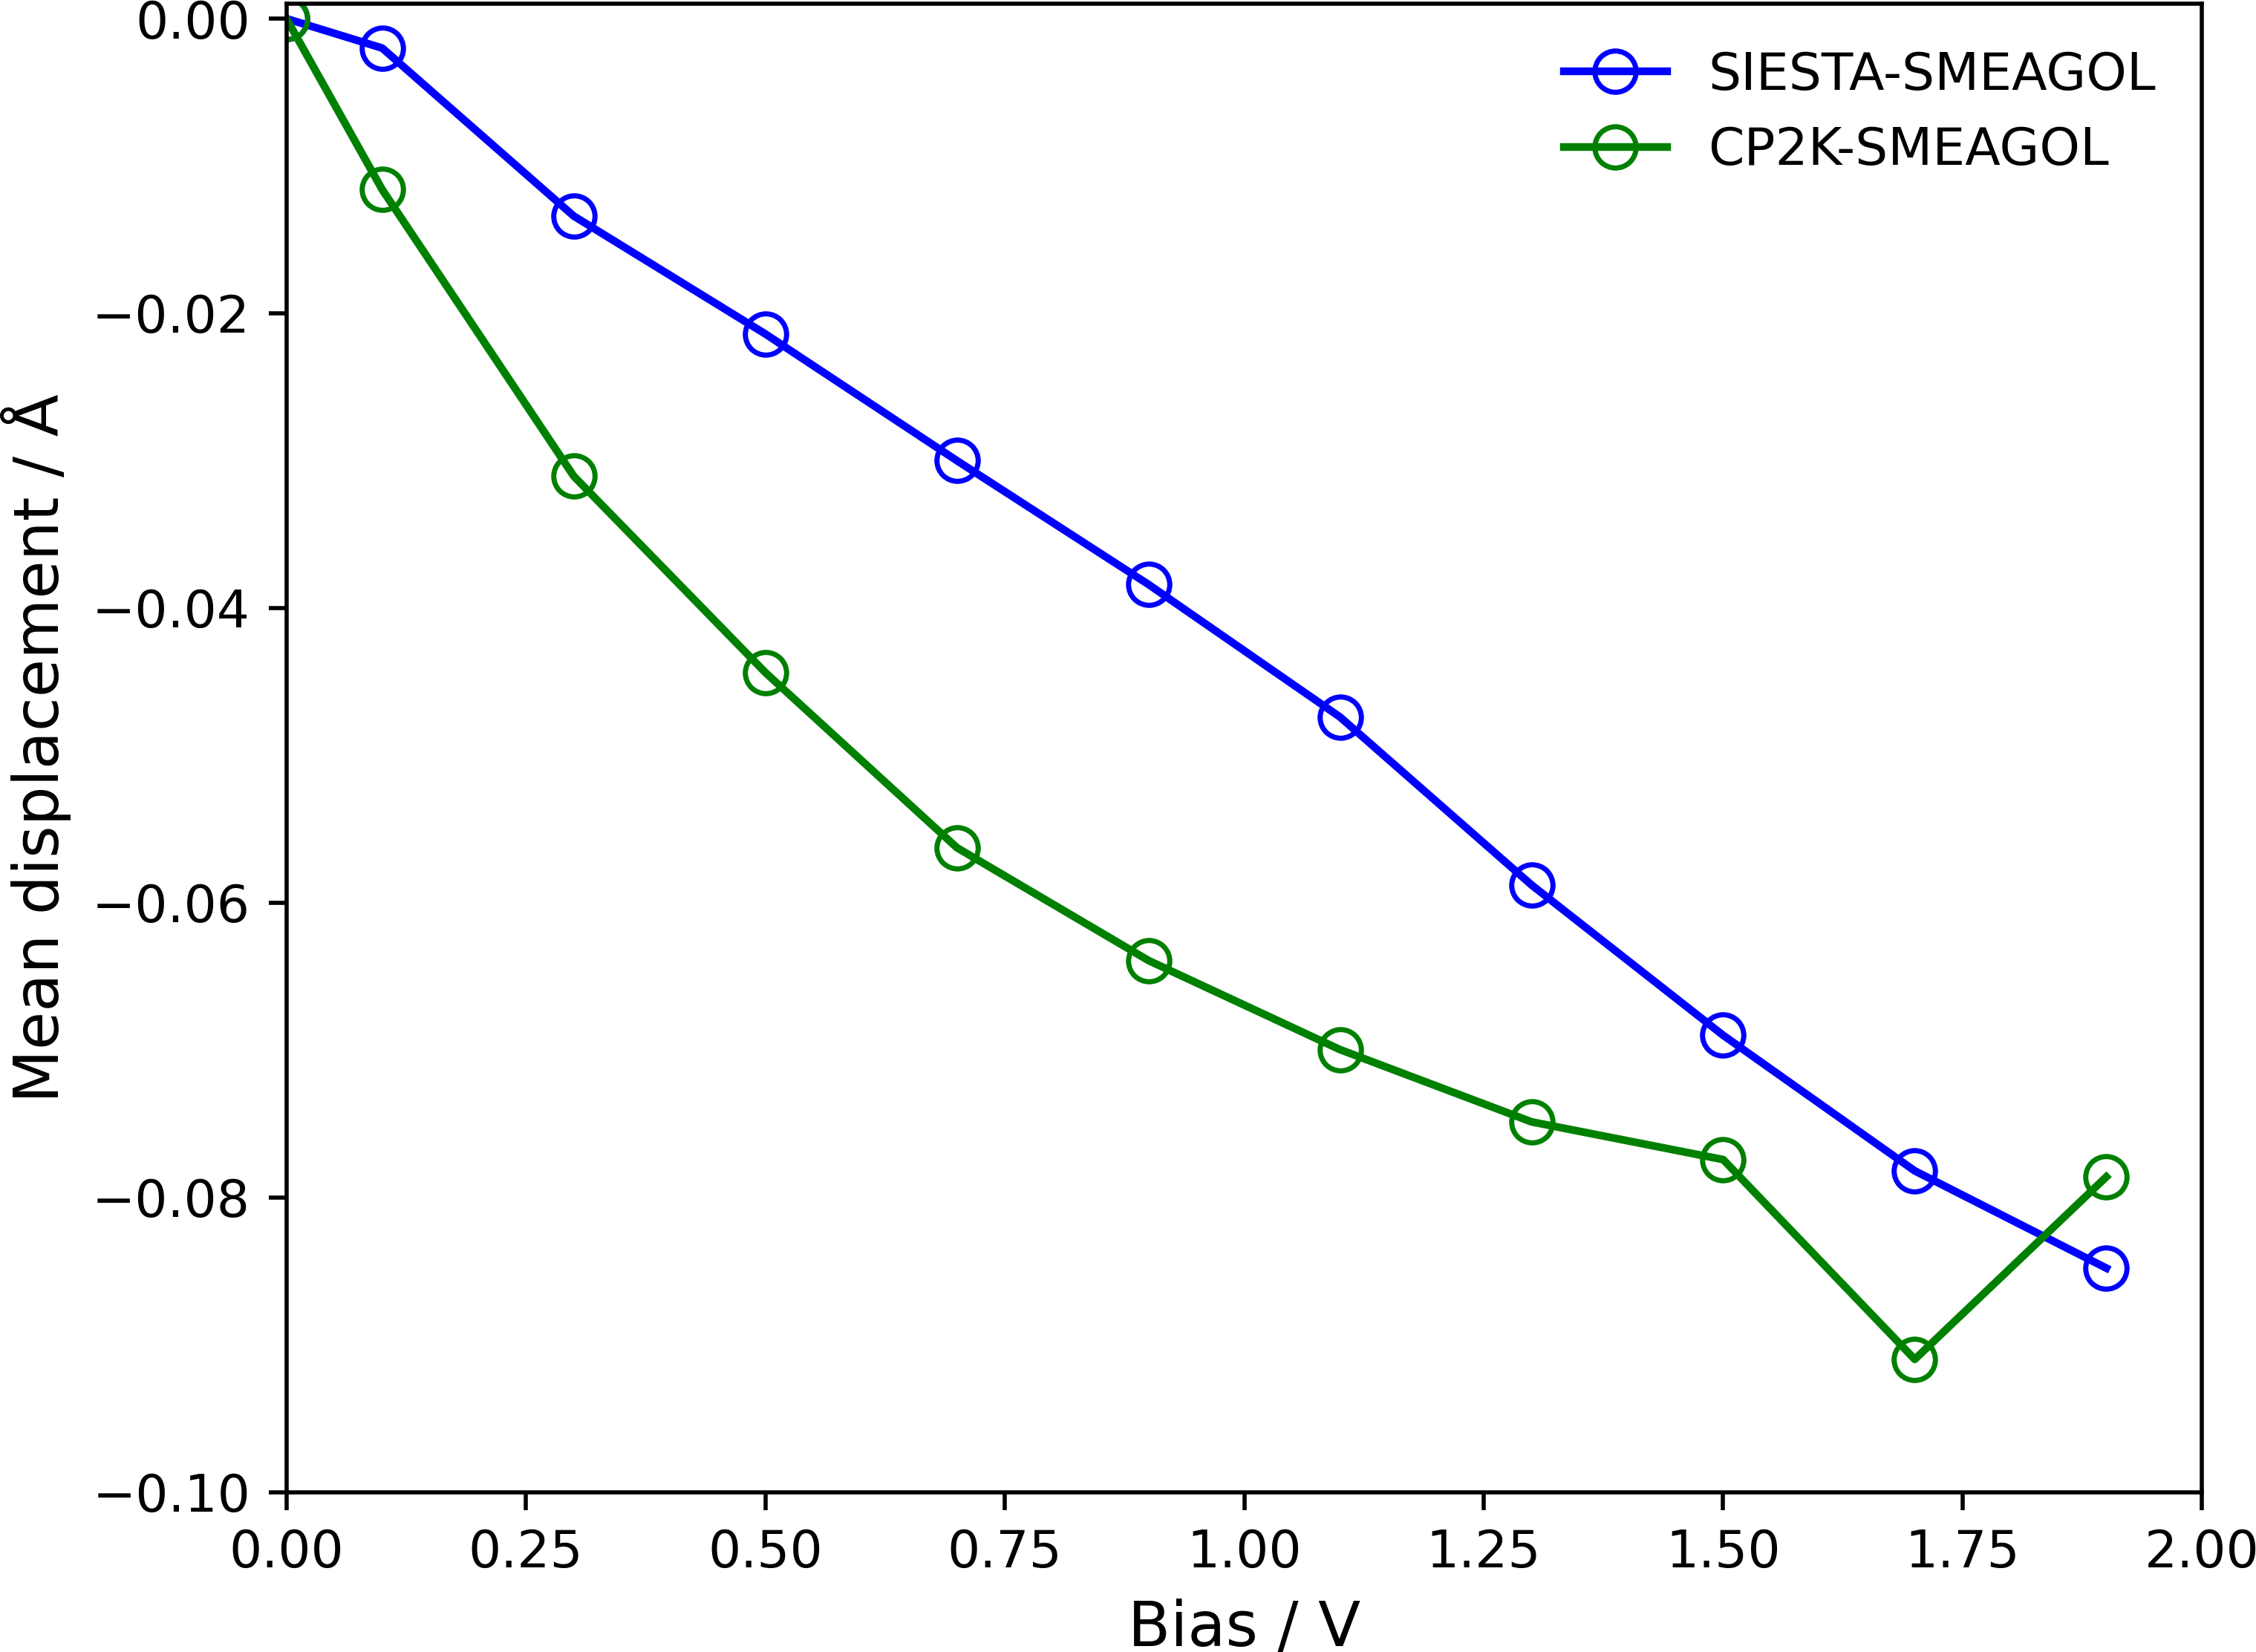 0.00
−0.02
−0.04
−0.06
−0.08
−0.10
Mean displacement / Å
SIESTA-SMEAGOL
CP2K-SMEAGOL
0.00 0.25 0.50 0.75 1.00 1.25 1.50 1.75 2.00
Bias / V